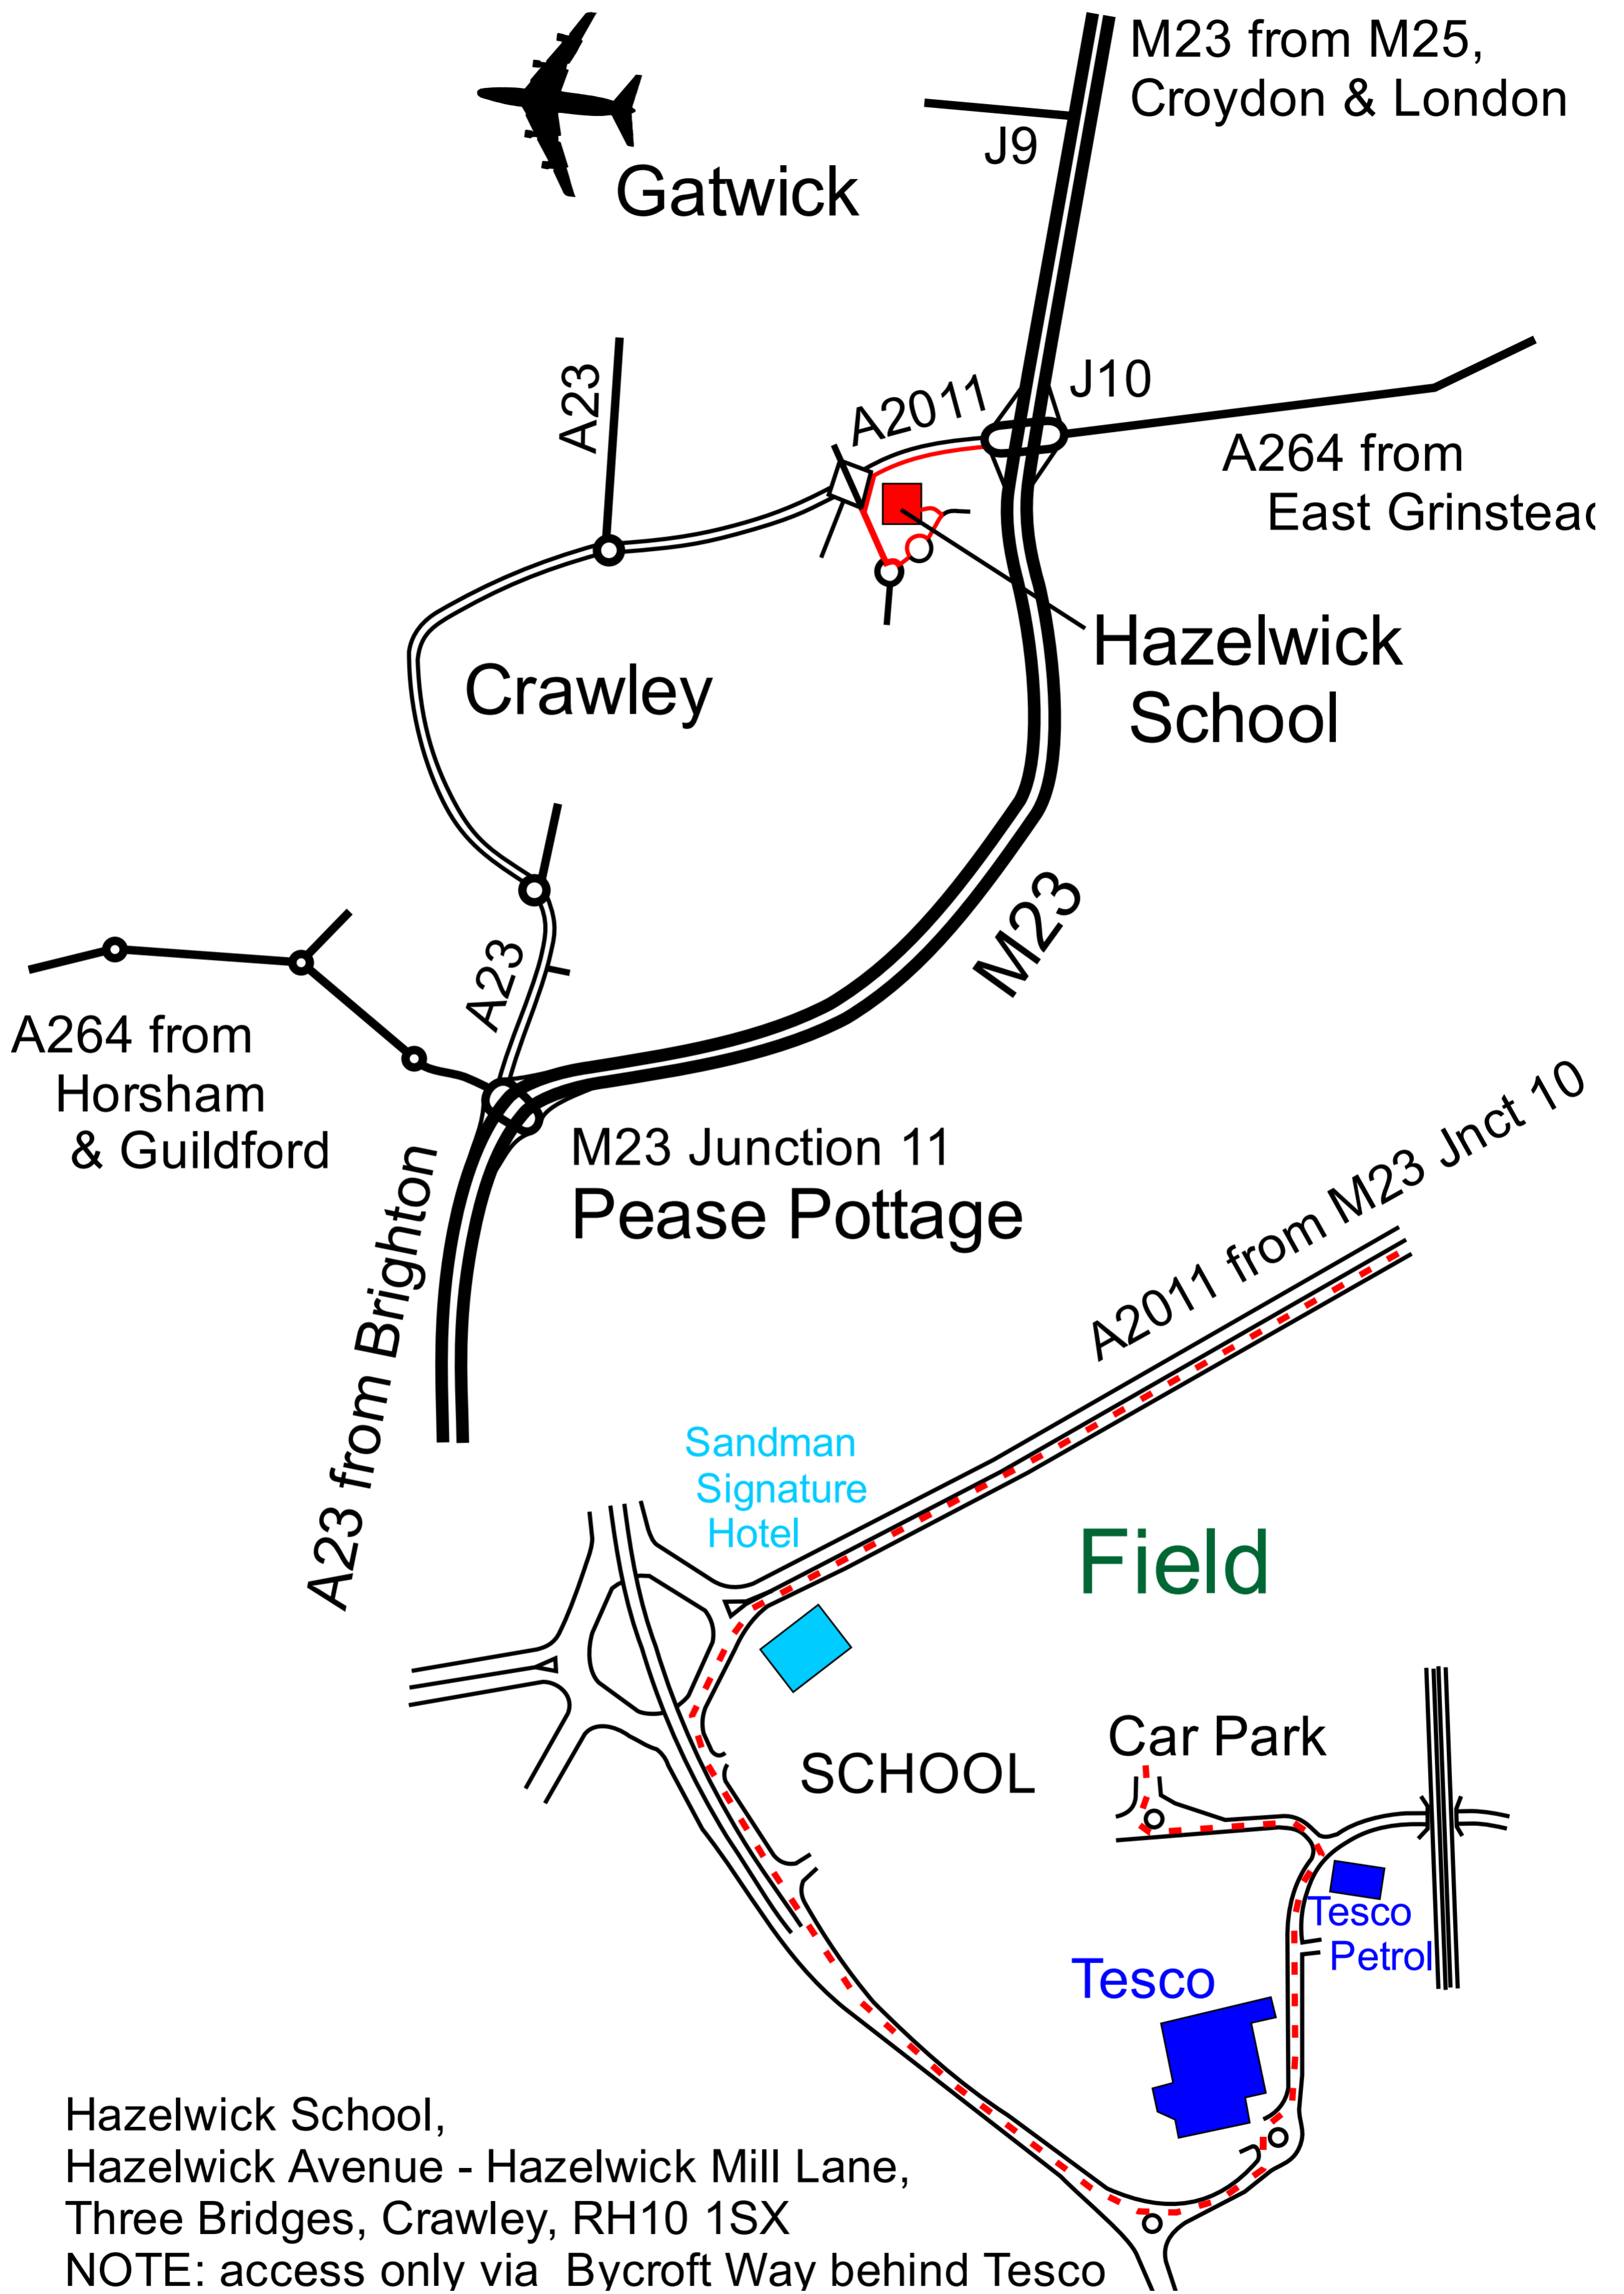 M23 from M25,
Croydon & London
J9
Gatwick
A23
A2011
J10
A264 from
East Grinstead
Hazelwick
School
Crawley
M23
A23
A264 from
Horsham
& Guildford
M23 Junction 11
Pease Pottage
A23 from Brighton
A2011 from M23 Jnct 10
Sandman
Signature
Hotel
Field
Car Park
SCHOOL
Tesco
Petrol
Tesco
Hazelwick School,
Hazelwick Avenue - Hazelwick Mill Lane,
Three Bridges, Crawley, RH10 1SX
NOTE: access only via  Bycroft Way behind Tesco